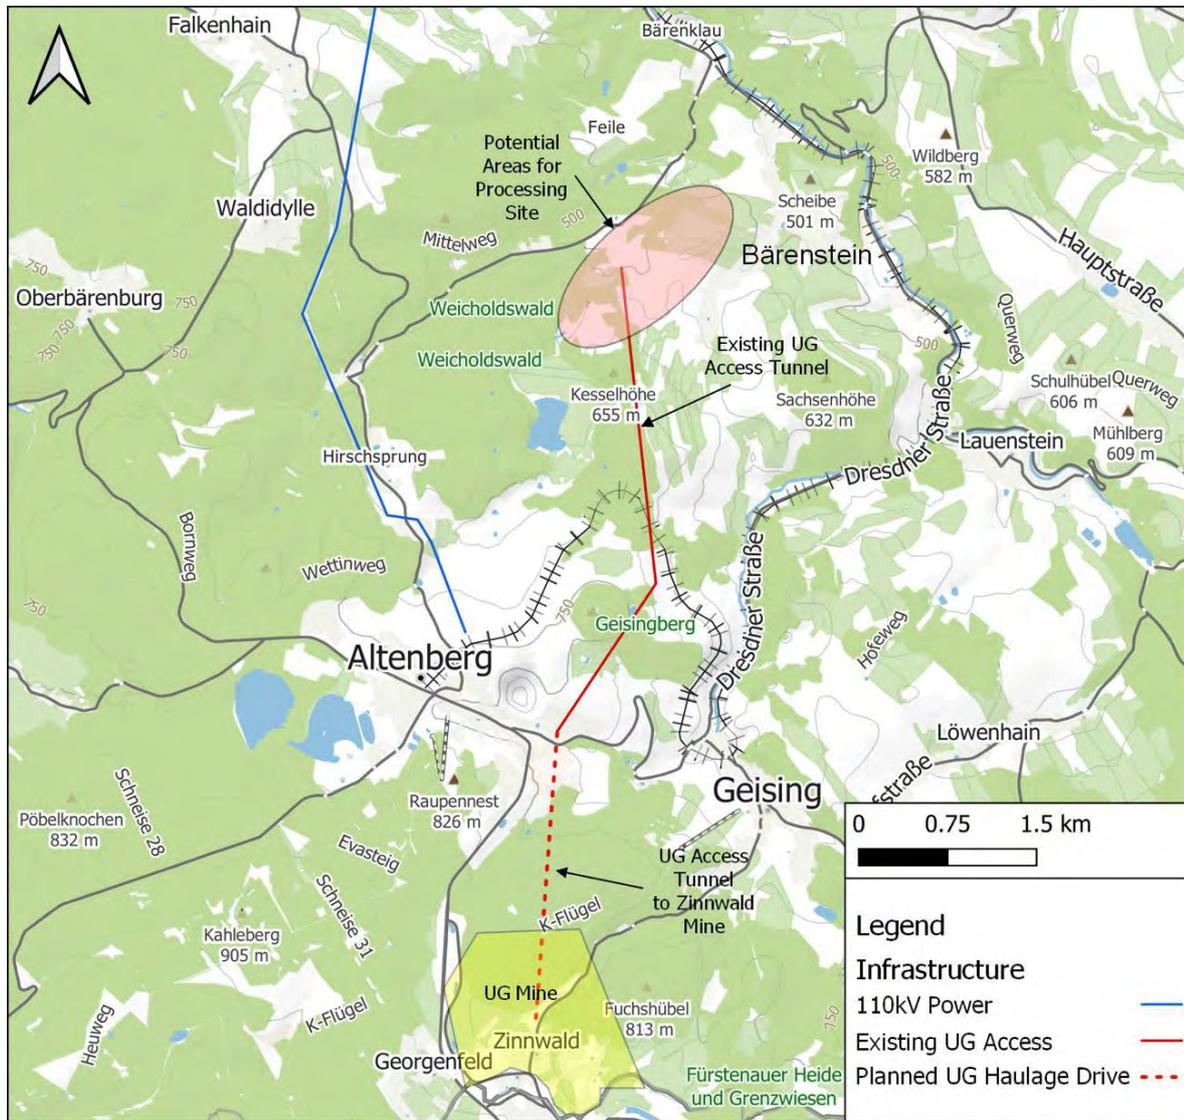 Falkenhain
Bärenklau
Feile
Potential
Areas for
Processing
Site
500
Wildberg
582 m
Scheibe
501 m
Waldidylle
500
Mittelweg
Hauptstraße
Bärenstein
750
Oberbärenburg
750
750
750
750
Weicholdswald
Querweg
500
Existing UG
Access Tunnel
Weicholdswald
Kesselhöhe
655 m
Sachsenhöhe
632 m
Schulhübel
606 m
Querweg
Mühlberg
609 m
Dresdner Straße
Lauenstein
Hirschsprung
Bornweg
Wettinweg
Dresdner Straße
750
750
Geisingberg
Hofeweg
Altenberg
Löwenhain
Schneise 28
Raupennest
826 m
Geising
fstraße
Pöbelknochen
832 m
Evasteig
UG Access
Tunnel
to Zinnwald
Mine
Schneise 31
K-Flügel
Kahleberg
905 m
UG Mine
Fuchshübel
813 m
750
K-Flügel
Heuweg
Zinnwald
Georgenfeld
Fürstenauer Heide
und Grenzwiesen
0 0.75 1.5 km
Legend
Infrastructure
110kV Power
Existing UG Access
Planned UG Haulage Drive